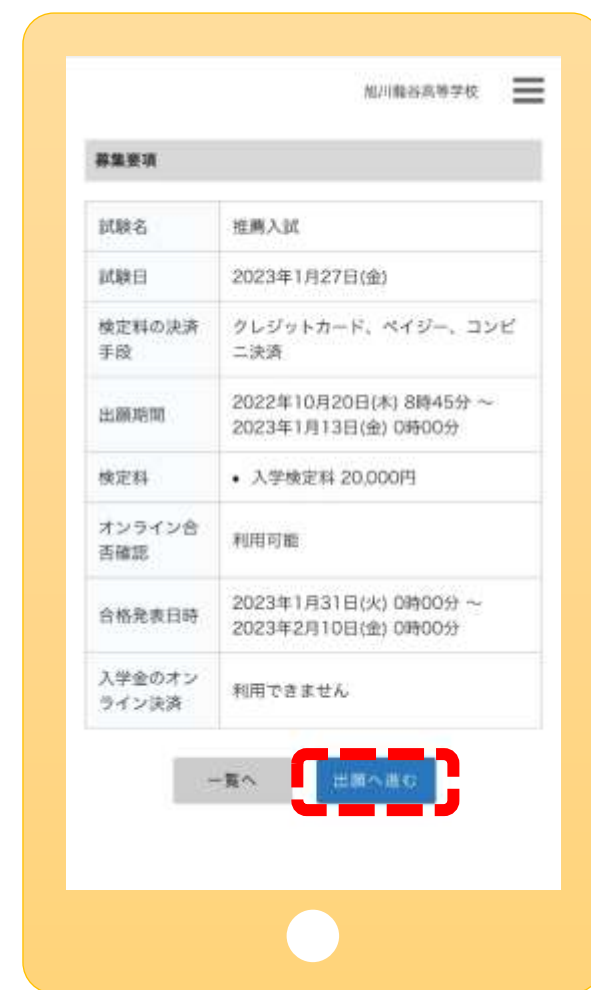 旭川龍谷高等学校
募集要項
試験名 推薦入試
試験日 2023年1月27日(金)
検定料の決済 クレジットカード、ペイジー、コンビ
手段 ニ決済
出願期間 2022年10月20日(木) 8時45分 ～
2023年1月13日(金) 0時00分
検定料 • 入学検定料 20,000円
オンライン合
否確認 利用可能
合格発表日時 2023年1月31日(火) 0時00分 ～
2023年2月10日(金) 0時00分
入学金のオン
ライン決済 利用できません
一覧へ 出願へ進む